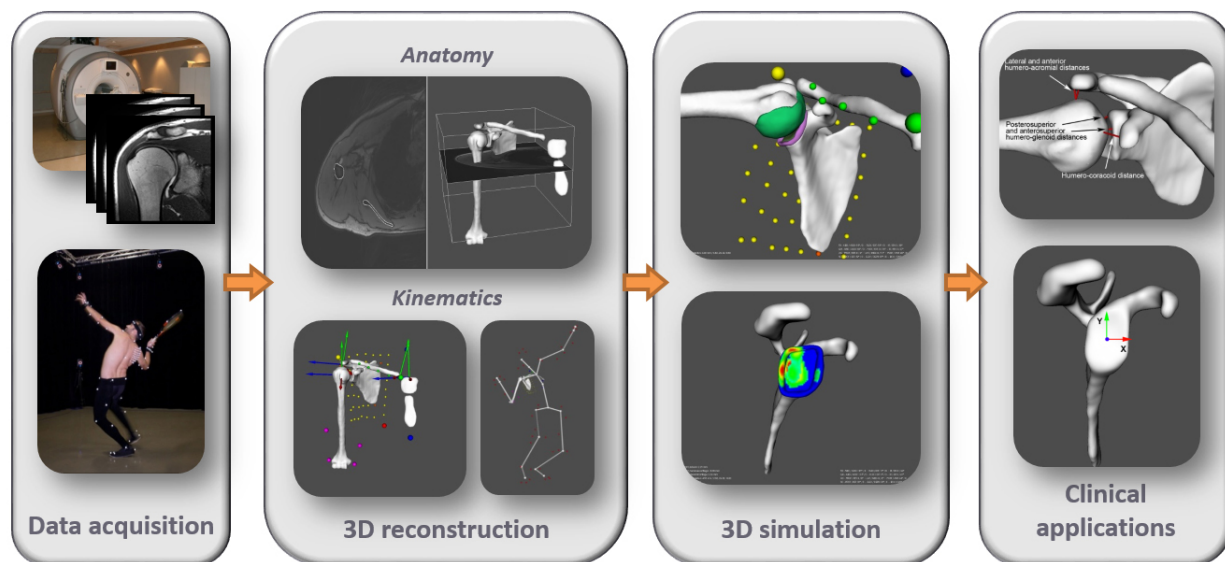 Anatomy
Kinematics
Lateral and anterior
humero-acromial distances
Posterosuperior
and anterosuperior
humero-glenoid distances
Humero-coracoid distance
Y
X
Data acquisition
3D reconstruction
3D simulation
Clinical
applications